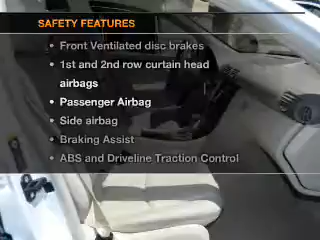 SAFETY FEATURES
• Front Ventilated disc brakes
• 1st and 2nd row curtain head
airbags
• Passenger Airbag
• Side airbag
• Braking Assist
• ABS and Driveline Traction Control